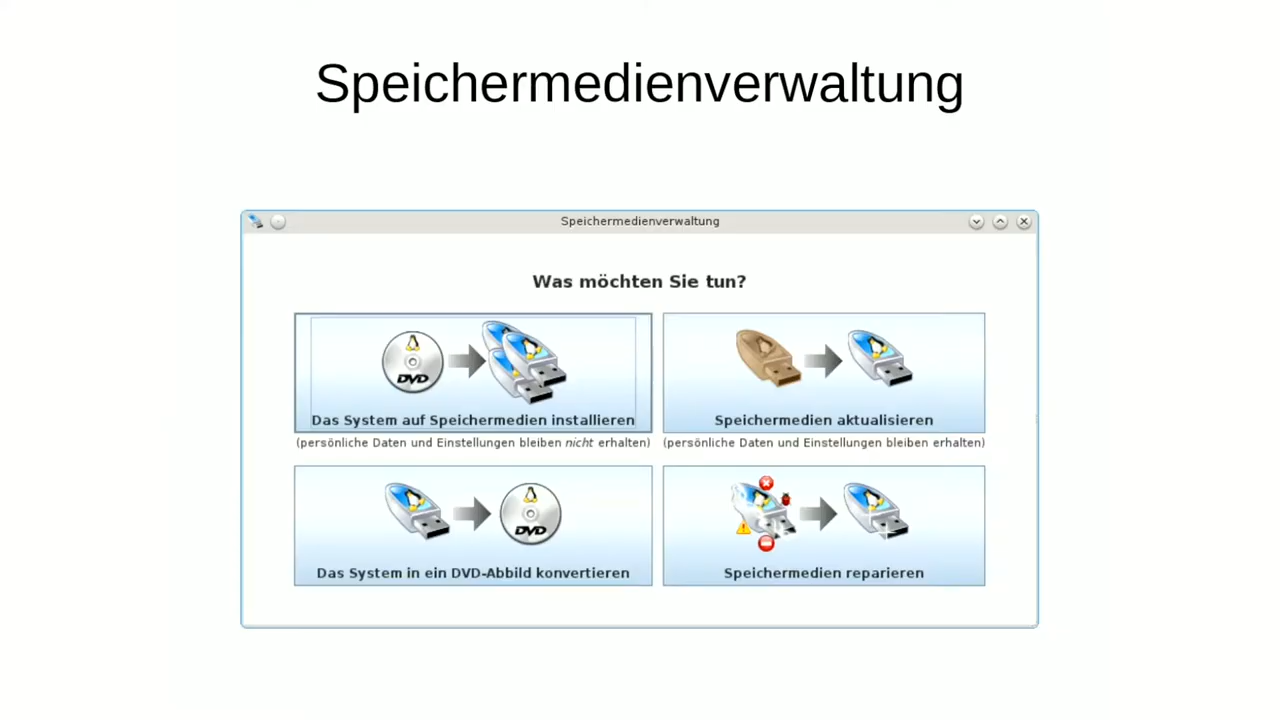 Speichermedienverwaltung
Speichermedienverwaltung
Was möchten Sie tun?
DVD
Das System auf Speichermedien installieren
(persönliche Daten und Einstellungen bleiben nicht erhalten)
Speichermedien aktualisieren
(persönliche Daten und Einstellungen bleiben erhalten)
DVD
Das System in ein DVD-Abbild konvertieren
Speichermedien reparieren